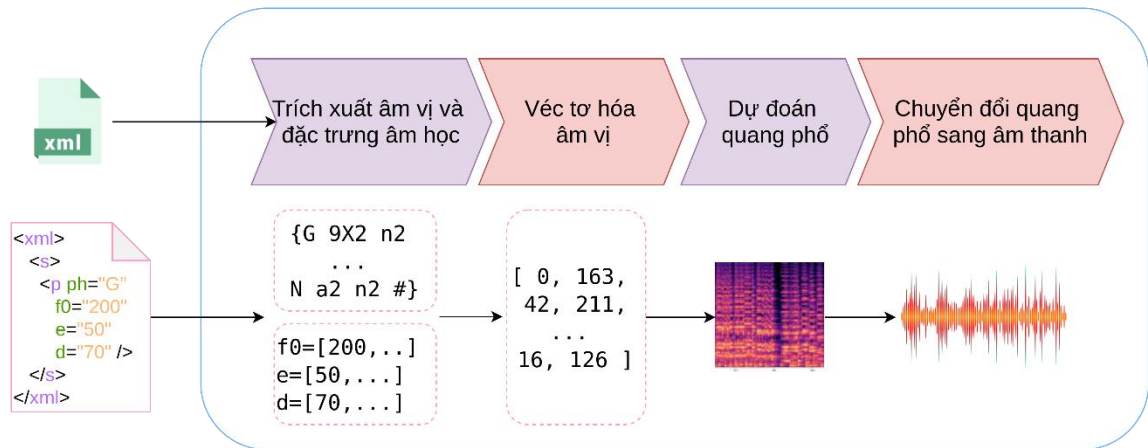 xml
Trích xuất âm vị và
đặc trưng âm học
Véc tơ hóa
âm vị
Dự đoán
quang phổ
Chuyển đổi quang
phổ sang âm thanh
<xml>
<s>
<p ph="G"
f0="200"
e="50"
d="70" />
</s>
</xml>
{G 9X2 n2
...
N a2 n2 #}
f0=[200,..]
e=[50,...]
d=[70,...]
[ 0, 163,
42, 211,
...
16, 126 ]